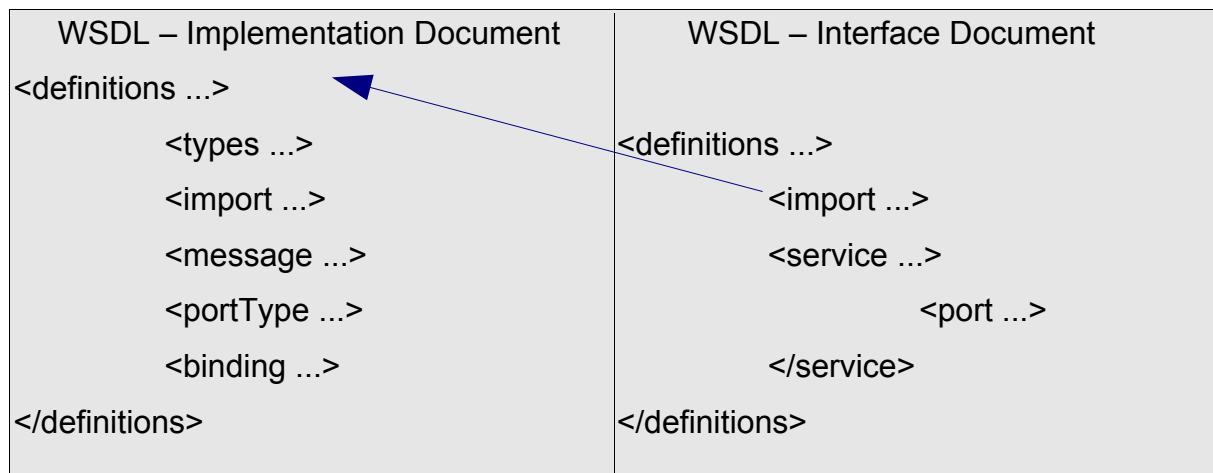 WSDL – Implementation Document
<definitions ...>
<types ...>
<import ...>
<message ...>
<portType ...>
<binding ...>
</definitions>
WSDL – Interface Document
<definitions ...>
<import ...>
<service ...>
<port ...>
</service>
</definitions>